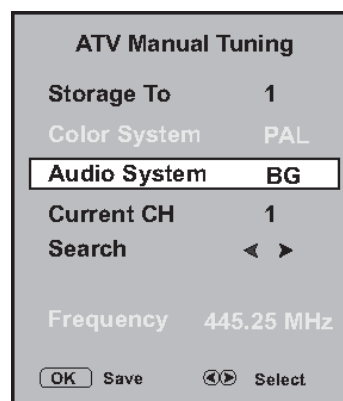 ATV Manual Tuning
Storage To 1
Color System PAL
Audio System BG
Current CH 1
Search
Frequency 445.25 MHz
OK Save Select